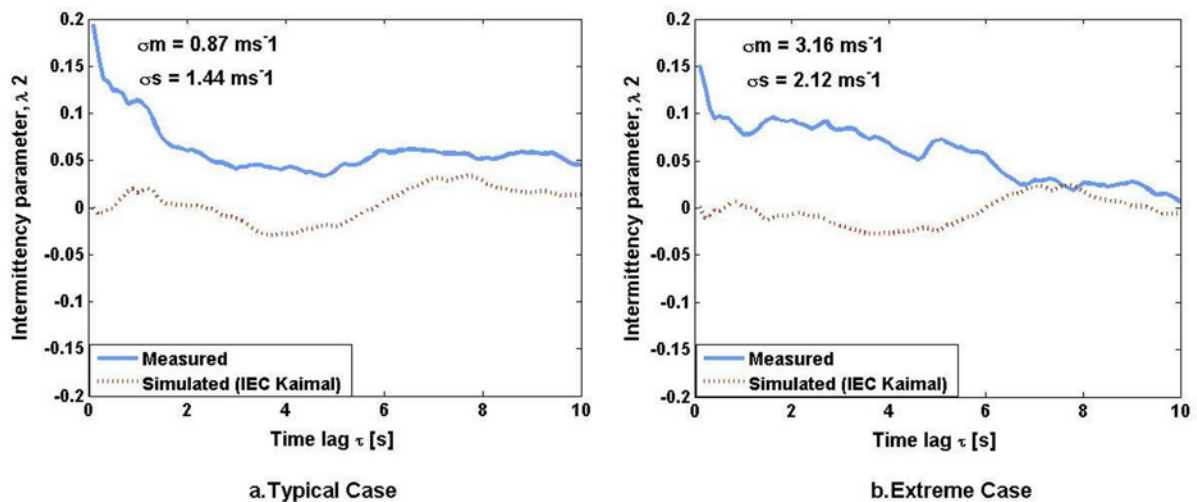 0.2
0.15
0.1
0.05
0
-0.05
-0.1
-0.15
-0.2
Intermittency parameter, λ 2
σm = 0.87 ms⁻1
σs = 1.44 ms⁻1
Measured
Simulated (IEC Kaimal)
0 2 4 6 8 10
Time lag τ [s]
a.Typical Case
0.2
0.15
0.1
0.05
0
-0.05
-0.1
-0.15
-0.2
Intermittency parameter, λ 2
σm = 3.16 ms⁻1
σs = 2.12 ms⁻1
Measured
Simulated (IEC Kaimal)
0 2 4 6 8 10
Time lag τ [s]
b.Extreme Case